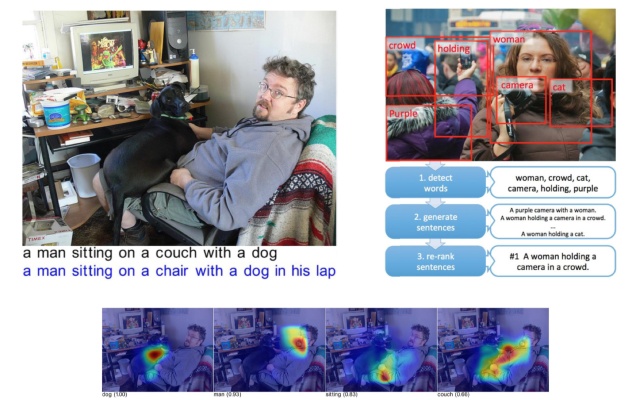 a man sitting on a couch with a dog
a man sitting on a chair with a dog in his lap
crowd
holding
woman
camera
cat
Purple
1. detect
words
woman, crowd, cat,
camera, holding, purple
2. generate
sentences
A purple camera with a woman.
A woman holding a camera in a crowd.
...
A woman holding a cat.
3. re-rank
sentences
#1 A woman holding a
camera in a crowd.
dog (1.00)
man (0.93)
sitting (0.83)
couch (0.66)